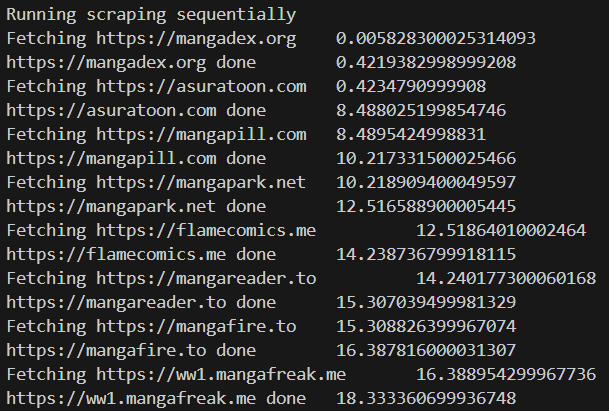 Running scraping sequentially
Fetching https://mangadex.org 0.005828300025314093
https://mangadex.org done 0.4219382998999208
Fetching https://asuratoon.com 0.4234790999908
https://asuratoon.com done 8.488025199854746
Fetching https://mangapill.com 8.4895424998831
https://mangapill.com done 10.217331500025466
Fetching https://mangapark.net 10.218909400049597
https://mangapark.net done 12.516588900005445
Fetching https://flamecomics.me 12.51864010002464
https://flamecomics.me done 14.238736799918115
Fetching https://mangareader.to 14.240177300060168
https://mangareader.to done 15.307039499981329
Fetching https://mangafire.to 15.308826399967074
https://mangafire.to done 16.387816000031307
Fetching https://ww1.mangafreak.me 16.388954299967736
https://ww1.mangafreak.me done 18.333360699936748